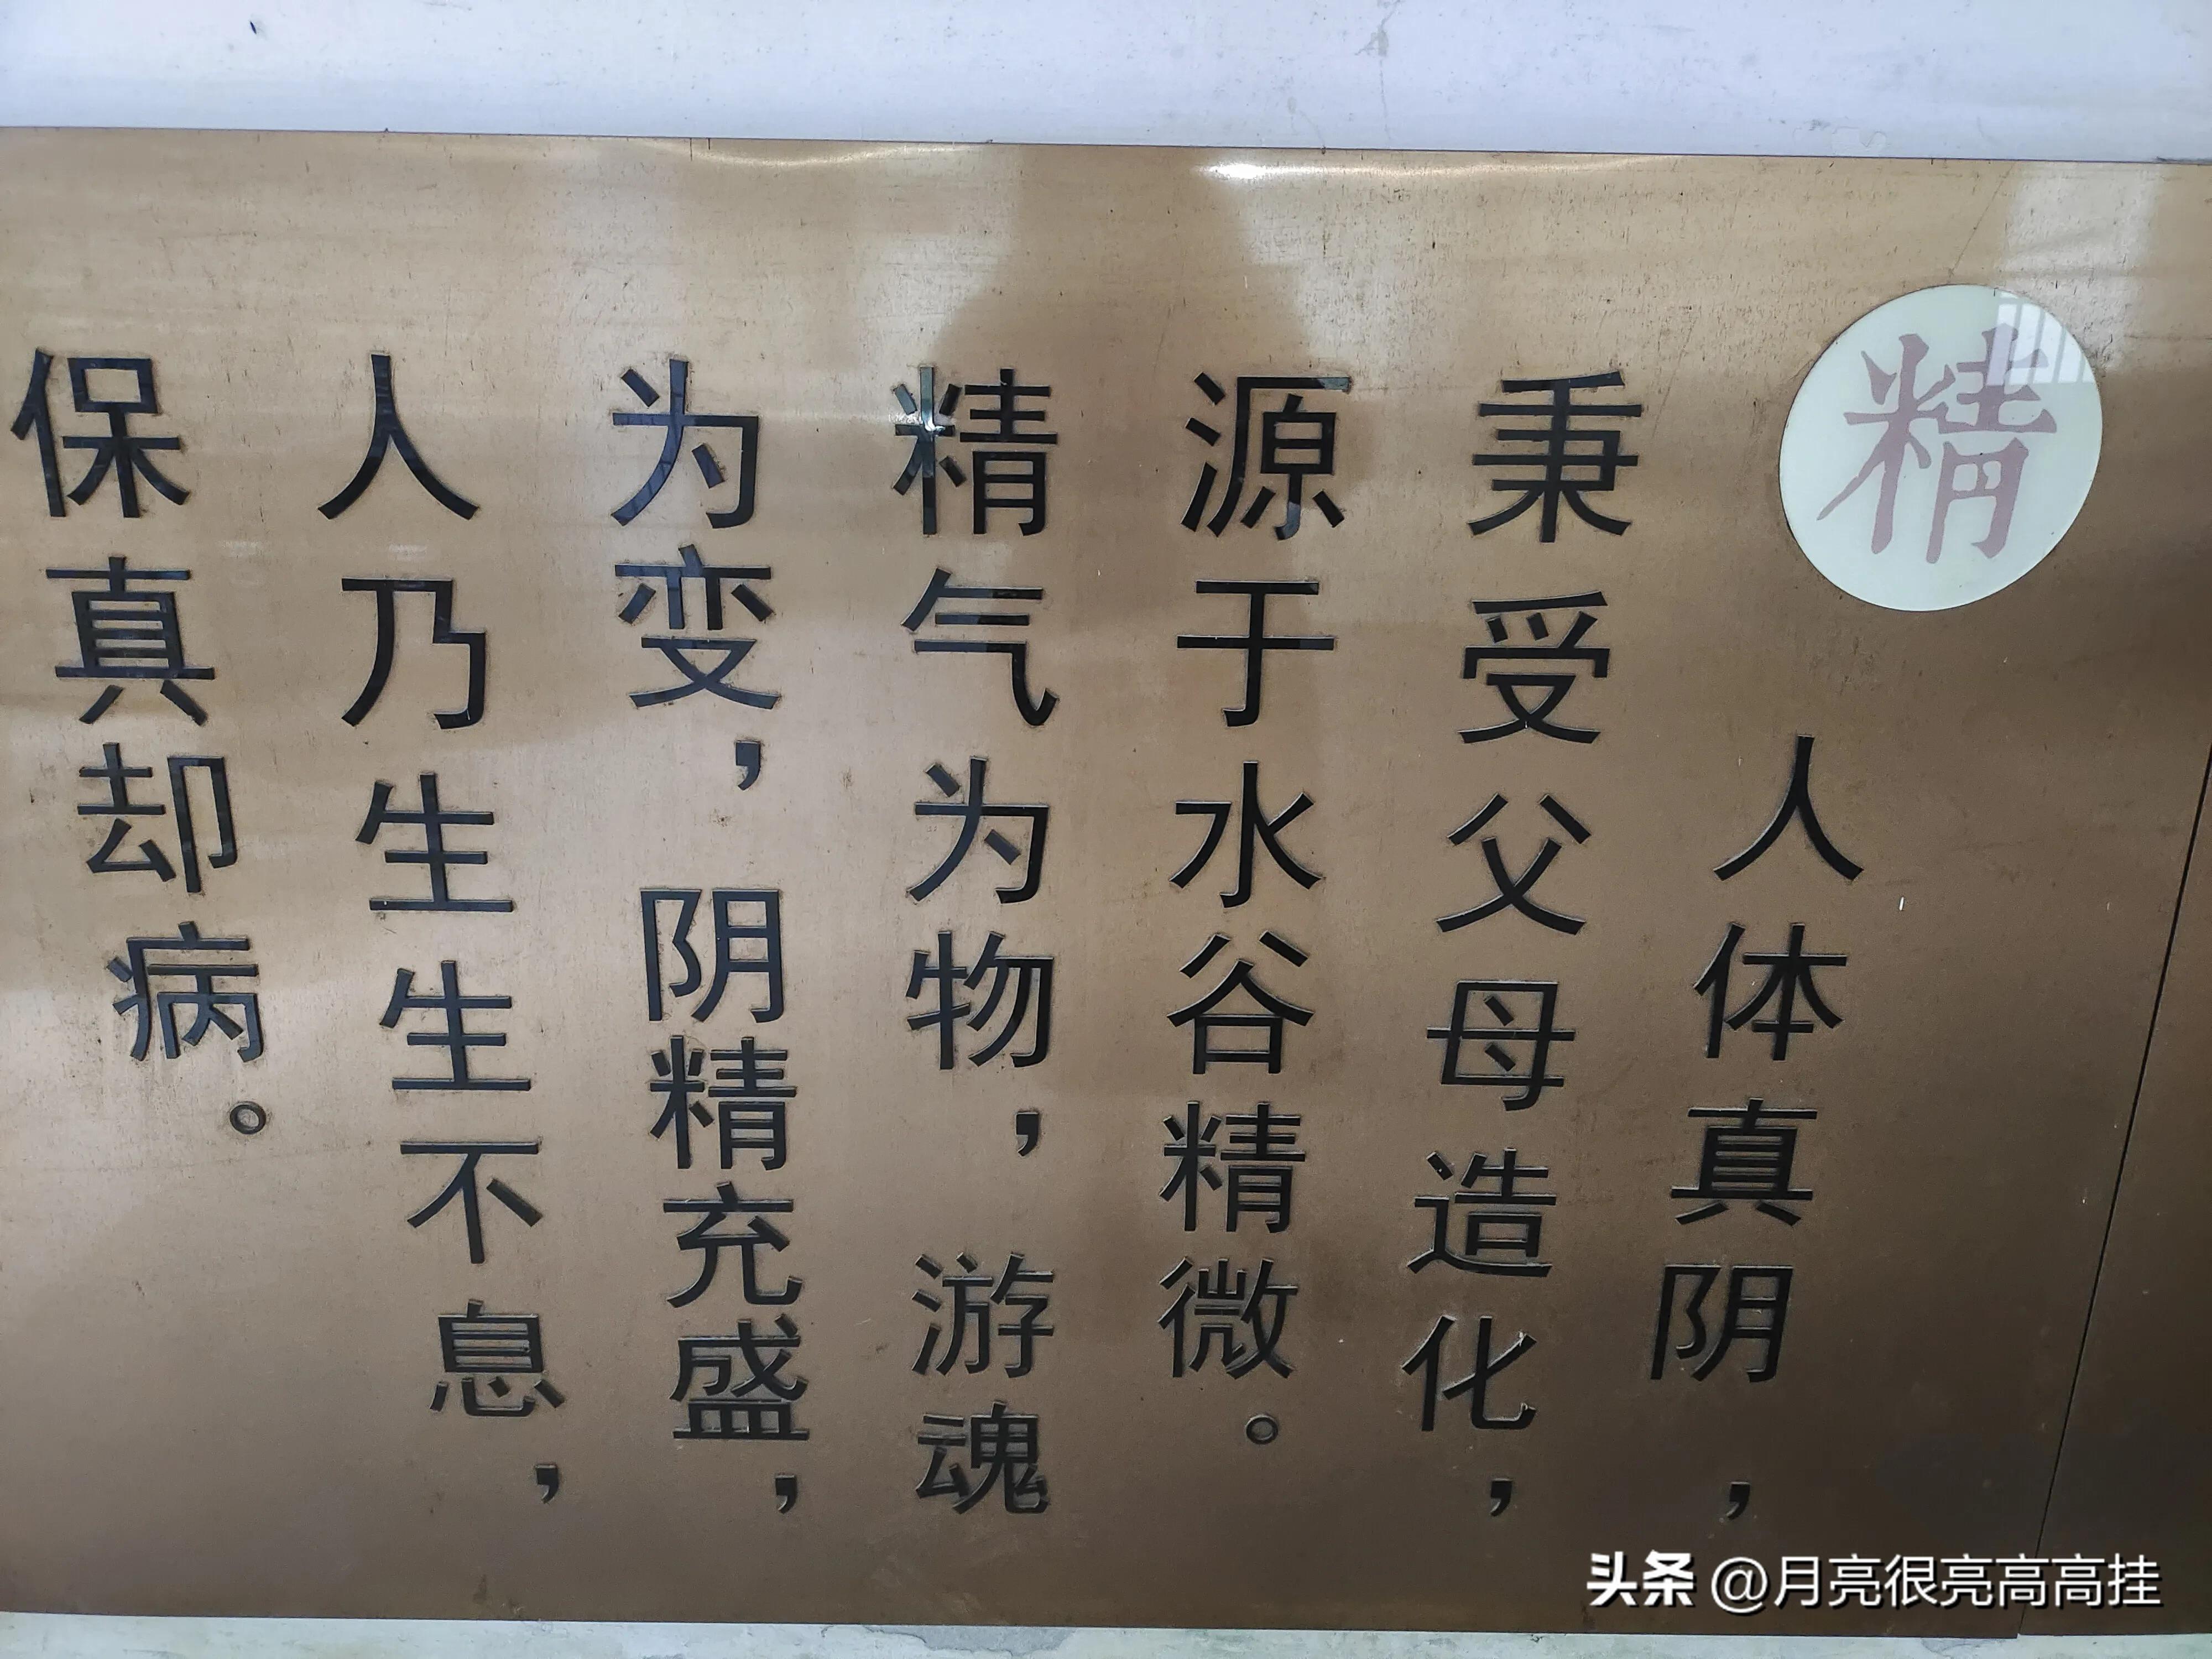 精
人体真阴，
秉受父母造化，
源于水谷精微。
精气为物，游魂
为变，阴精充盛，
人乃生生不息，
保真却病。
头条 @月亮很亮高高挂